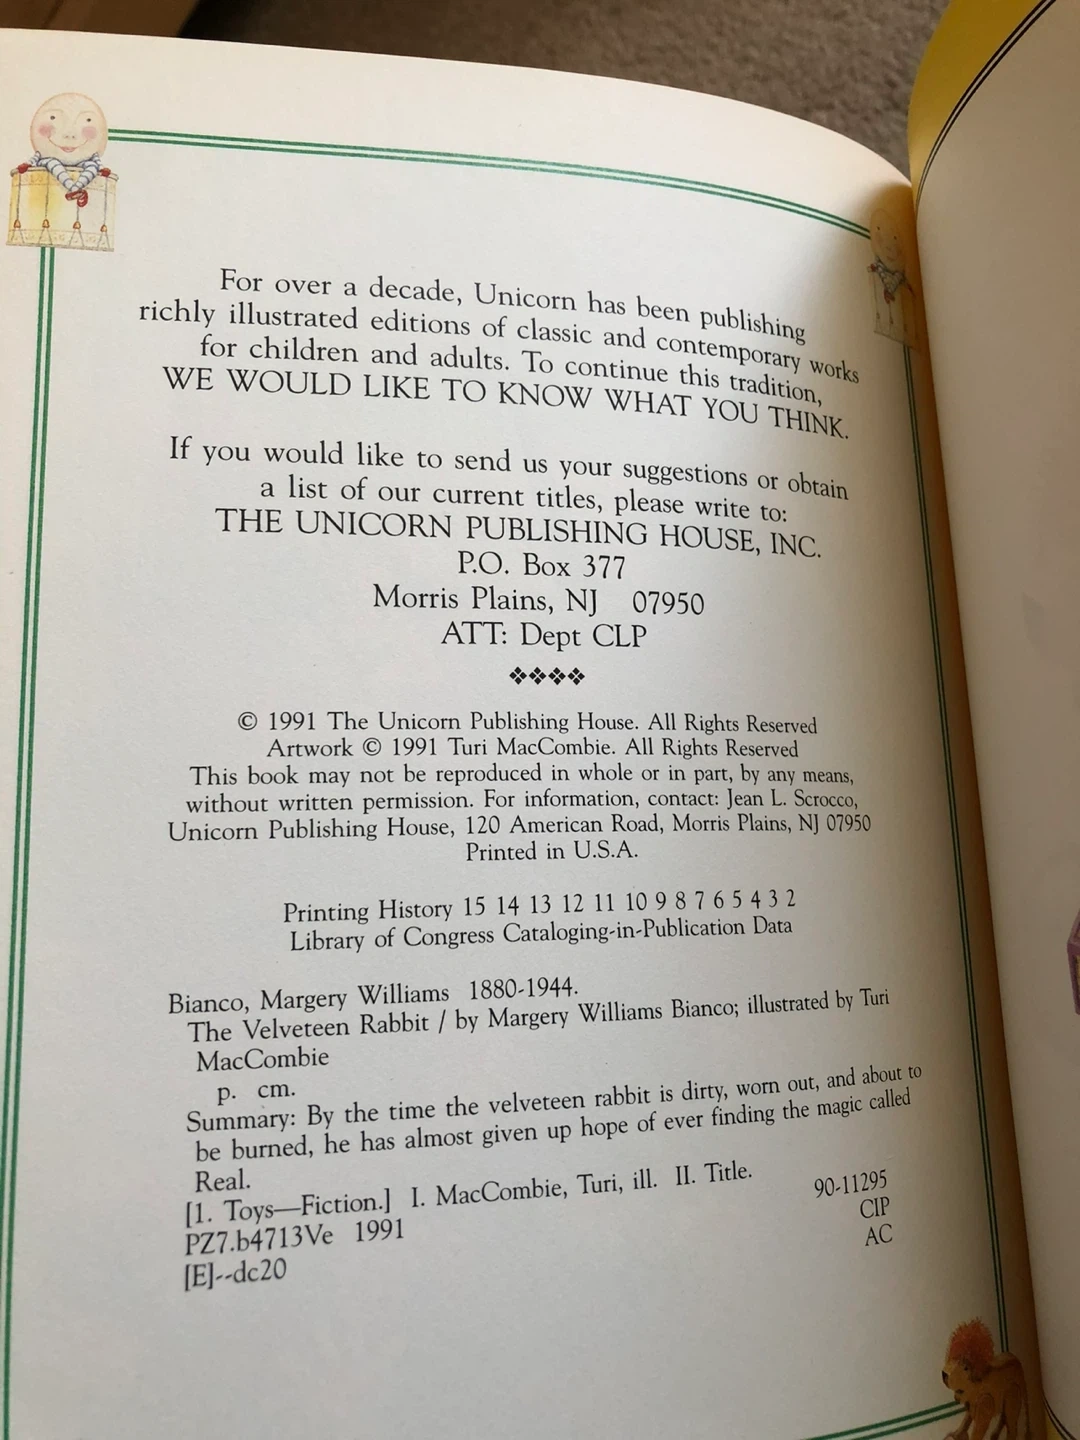 For over a decade, Unicorn has been publishing
richly illustrated editions of classic and contemporary works
for children and adults. To continue this tradition,
WE WOULD LIKE TO KNOW WHAT YOU THINK.
If you would like to send us your suggestions or obtain
a list of our current titles, please write to:
THE UNICORN PUBLISHING HOUSE, INC.
P.O. Box 377
Morris Plains, NJ 07950
ATT: Dept CLP
❖❖❖❖
© 1991 The Unicorn Publishing House. All Rights Reserved
Artwork © 1991 Turi MacCombie. All Rights Reserved
This book may not be reproduced in whole or in part, by any means,
without written permission. For information, contact: Jean L. Scrocco,
Unicorn Publishing House, 120 American Road, Morris Plains, NJ 07950
Printed in U.S.A.
Printing History 15 14 13 12 11 10 9 8 7 6 5 4 3 2
Library of Congress Cataloging-in-Publication Data
Bianco, Margery Williams 1880-1944.
The Velveteen Rabbit / by Margery Williams Bianco; illustrated by Turi
MacCombie
p. cm.
Summary: By the time the velveteen rabbit is dirty, worn out, and about to
be burned, he has almost given up hope of ever finding the magic called
Real.
[1. Toys—Fiction.] I. MacCombie, Turi, ill. II. Title.
PZ7.b4713Ve 1991
[E]--dc20
90-11295
CIP
AC